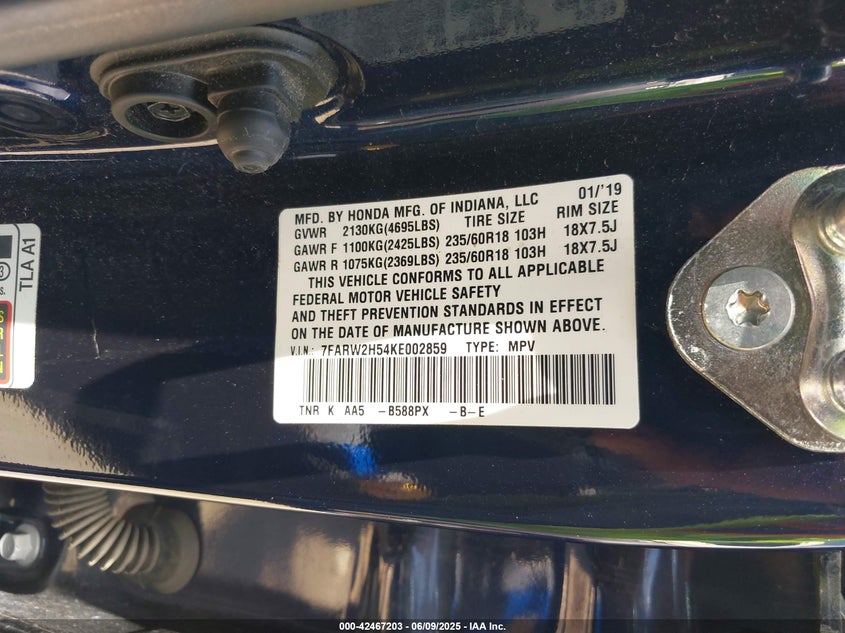 MFD. BY HONDA MFG. OF INDIANA, LLC 01/'19
GVWR 2130KG(4695LBS) TIRE SIZE RIM SIZE
GAWR F 1100KG(2425LBS) 235/60R18 103H 18X7.5J
GAWR R 1075KG(2369LBS) 235/60R18 103H 18X7.5J
THIS VEHICLE CONFORMS TO ALL APPLICABLE
FEDERAL MOTOR VEHICLE SAFETY
AND THEFT PREVENTION STANDARDS IN EFFECT
ON THE DATE OF MANUFACTURE SHOWN ABOVE.
V.I.N.: 7FARW2H54KE002859 TYPE: MPV
TNR K AA5 -B588PX -B-E
TLA A1
000-42467203 - 06/09/2025 - IAA Inc.